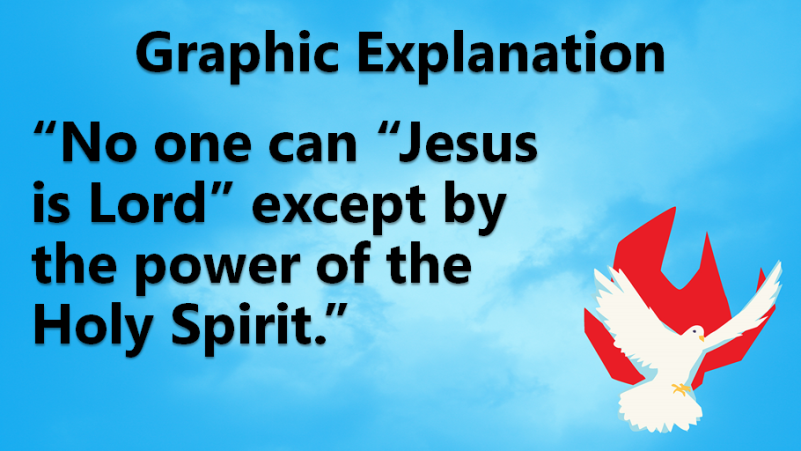 Graphic Explanation
“No one can “Jesus
is Lord” except by
the power of the
Holy Spirit.”